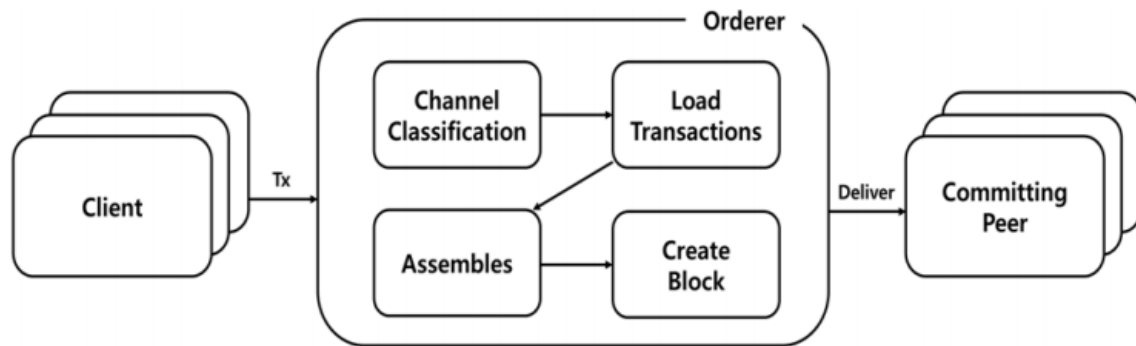 Orderer
Client
Tx
Channel
Classification
Load
Transactions
Assembles
Create
Block
Deliver
Committing
Peer